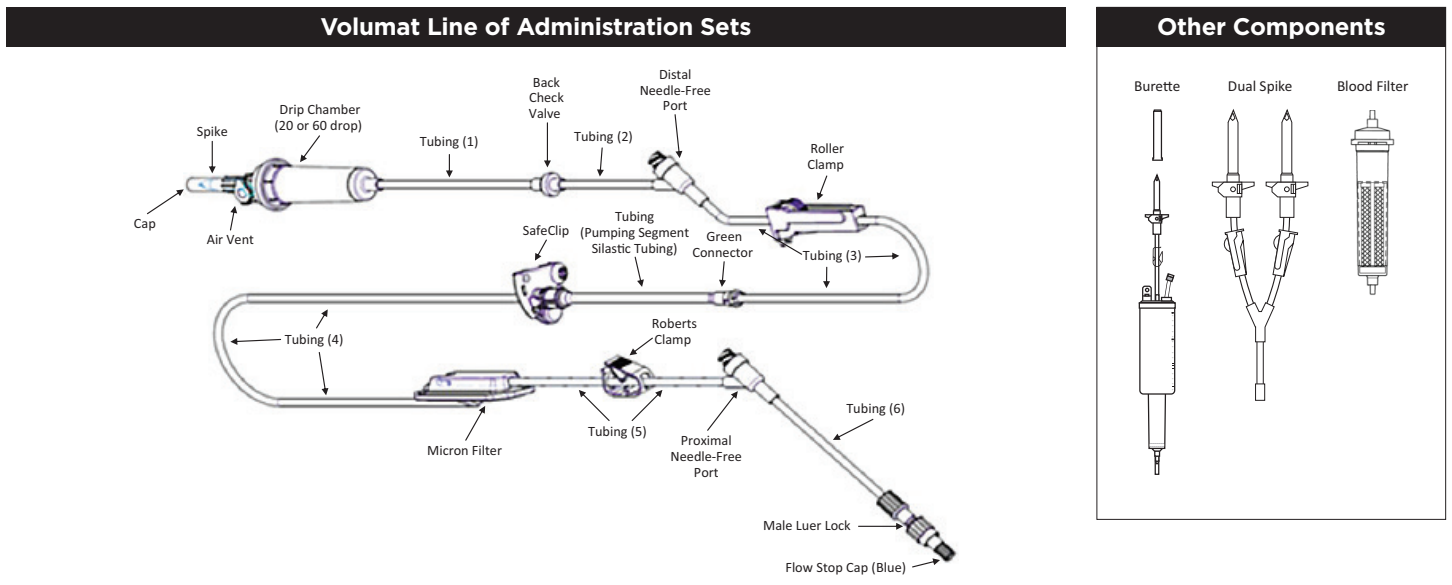 Volumat Line of Administration Sets
Spike
Drip Chamber
(20 or 60 drop)
Tubing (1)
Back
Check
Valve
Tubing (2)
Distal
Needle-Free
Port
Roller
Clamp
Cap
Air Vent
SafeClip
Tubing
(Pumping Segment
Silastic Tubing)
Green
Connector
Tubing (3)
Tubing (4)
Roberts
Clamp
Micron Filter
Tubing (5)
Proximal
Needle-Free
Port
Tubing (6)
Male Luer Lock
Flow Stop Cap (Blue)
Other Components
Burette
Dual Spike
Blood Filter